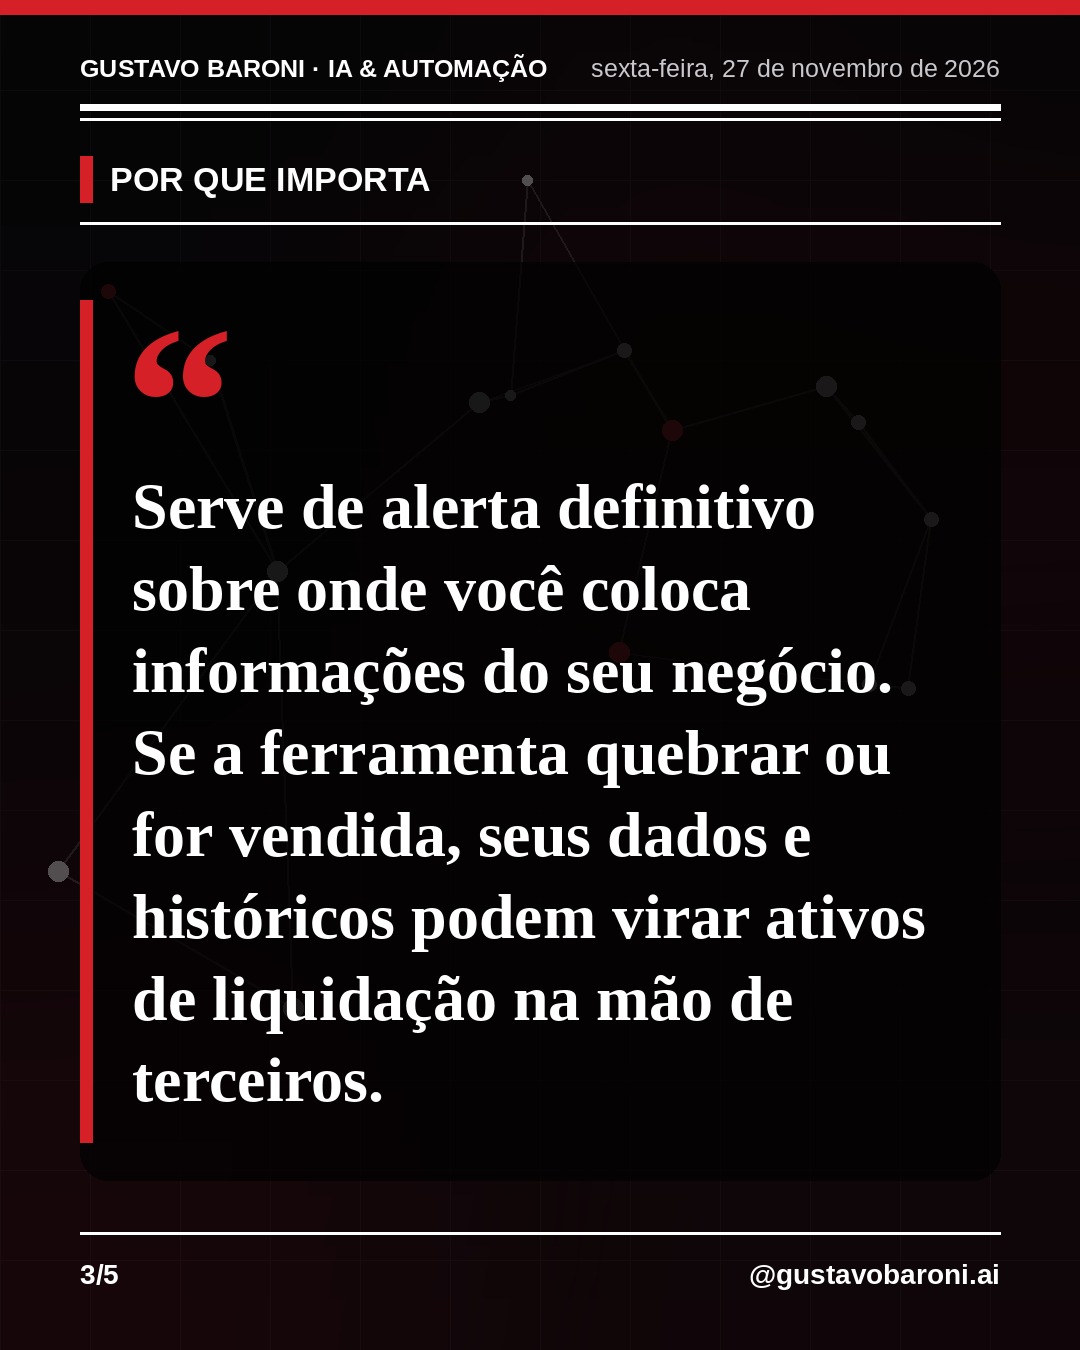 GUSTAVO BARONI · IA & AUTOMAÇÃO
sexta-feira, 27 de novembro de 2026
POR QUE IMPORTA
“
Serve de alerta definitivo
sobre onde você coloca
informações do seu negócio.
Se a ferramenta quebrar ou
for vendida, seus dados e
históricos podem virar ativos
de liquidação na mão de
terceiros.
3/5
@gustavobaroni.ai